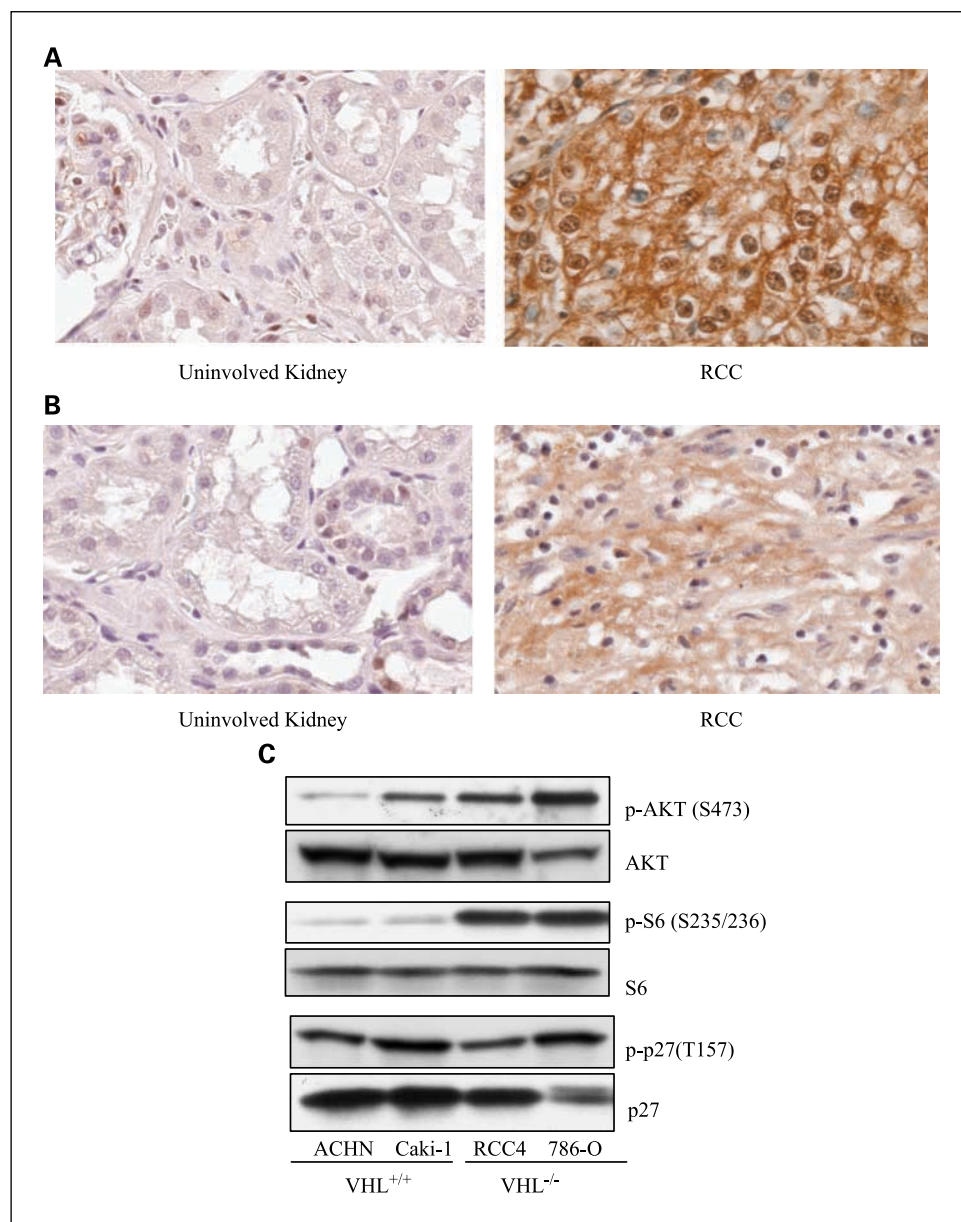 A
Uninvolved Kidney RCC
B
Uninvolved Kidney RCC
C
p-AKT (S473)
AKT
p-S6 (S235/236)
S6
p-p27(T157)
p27
ACHN Caki-1 RCC4 786-O
VHL+/+ VHL-/-